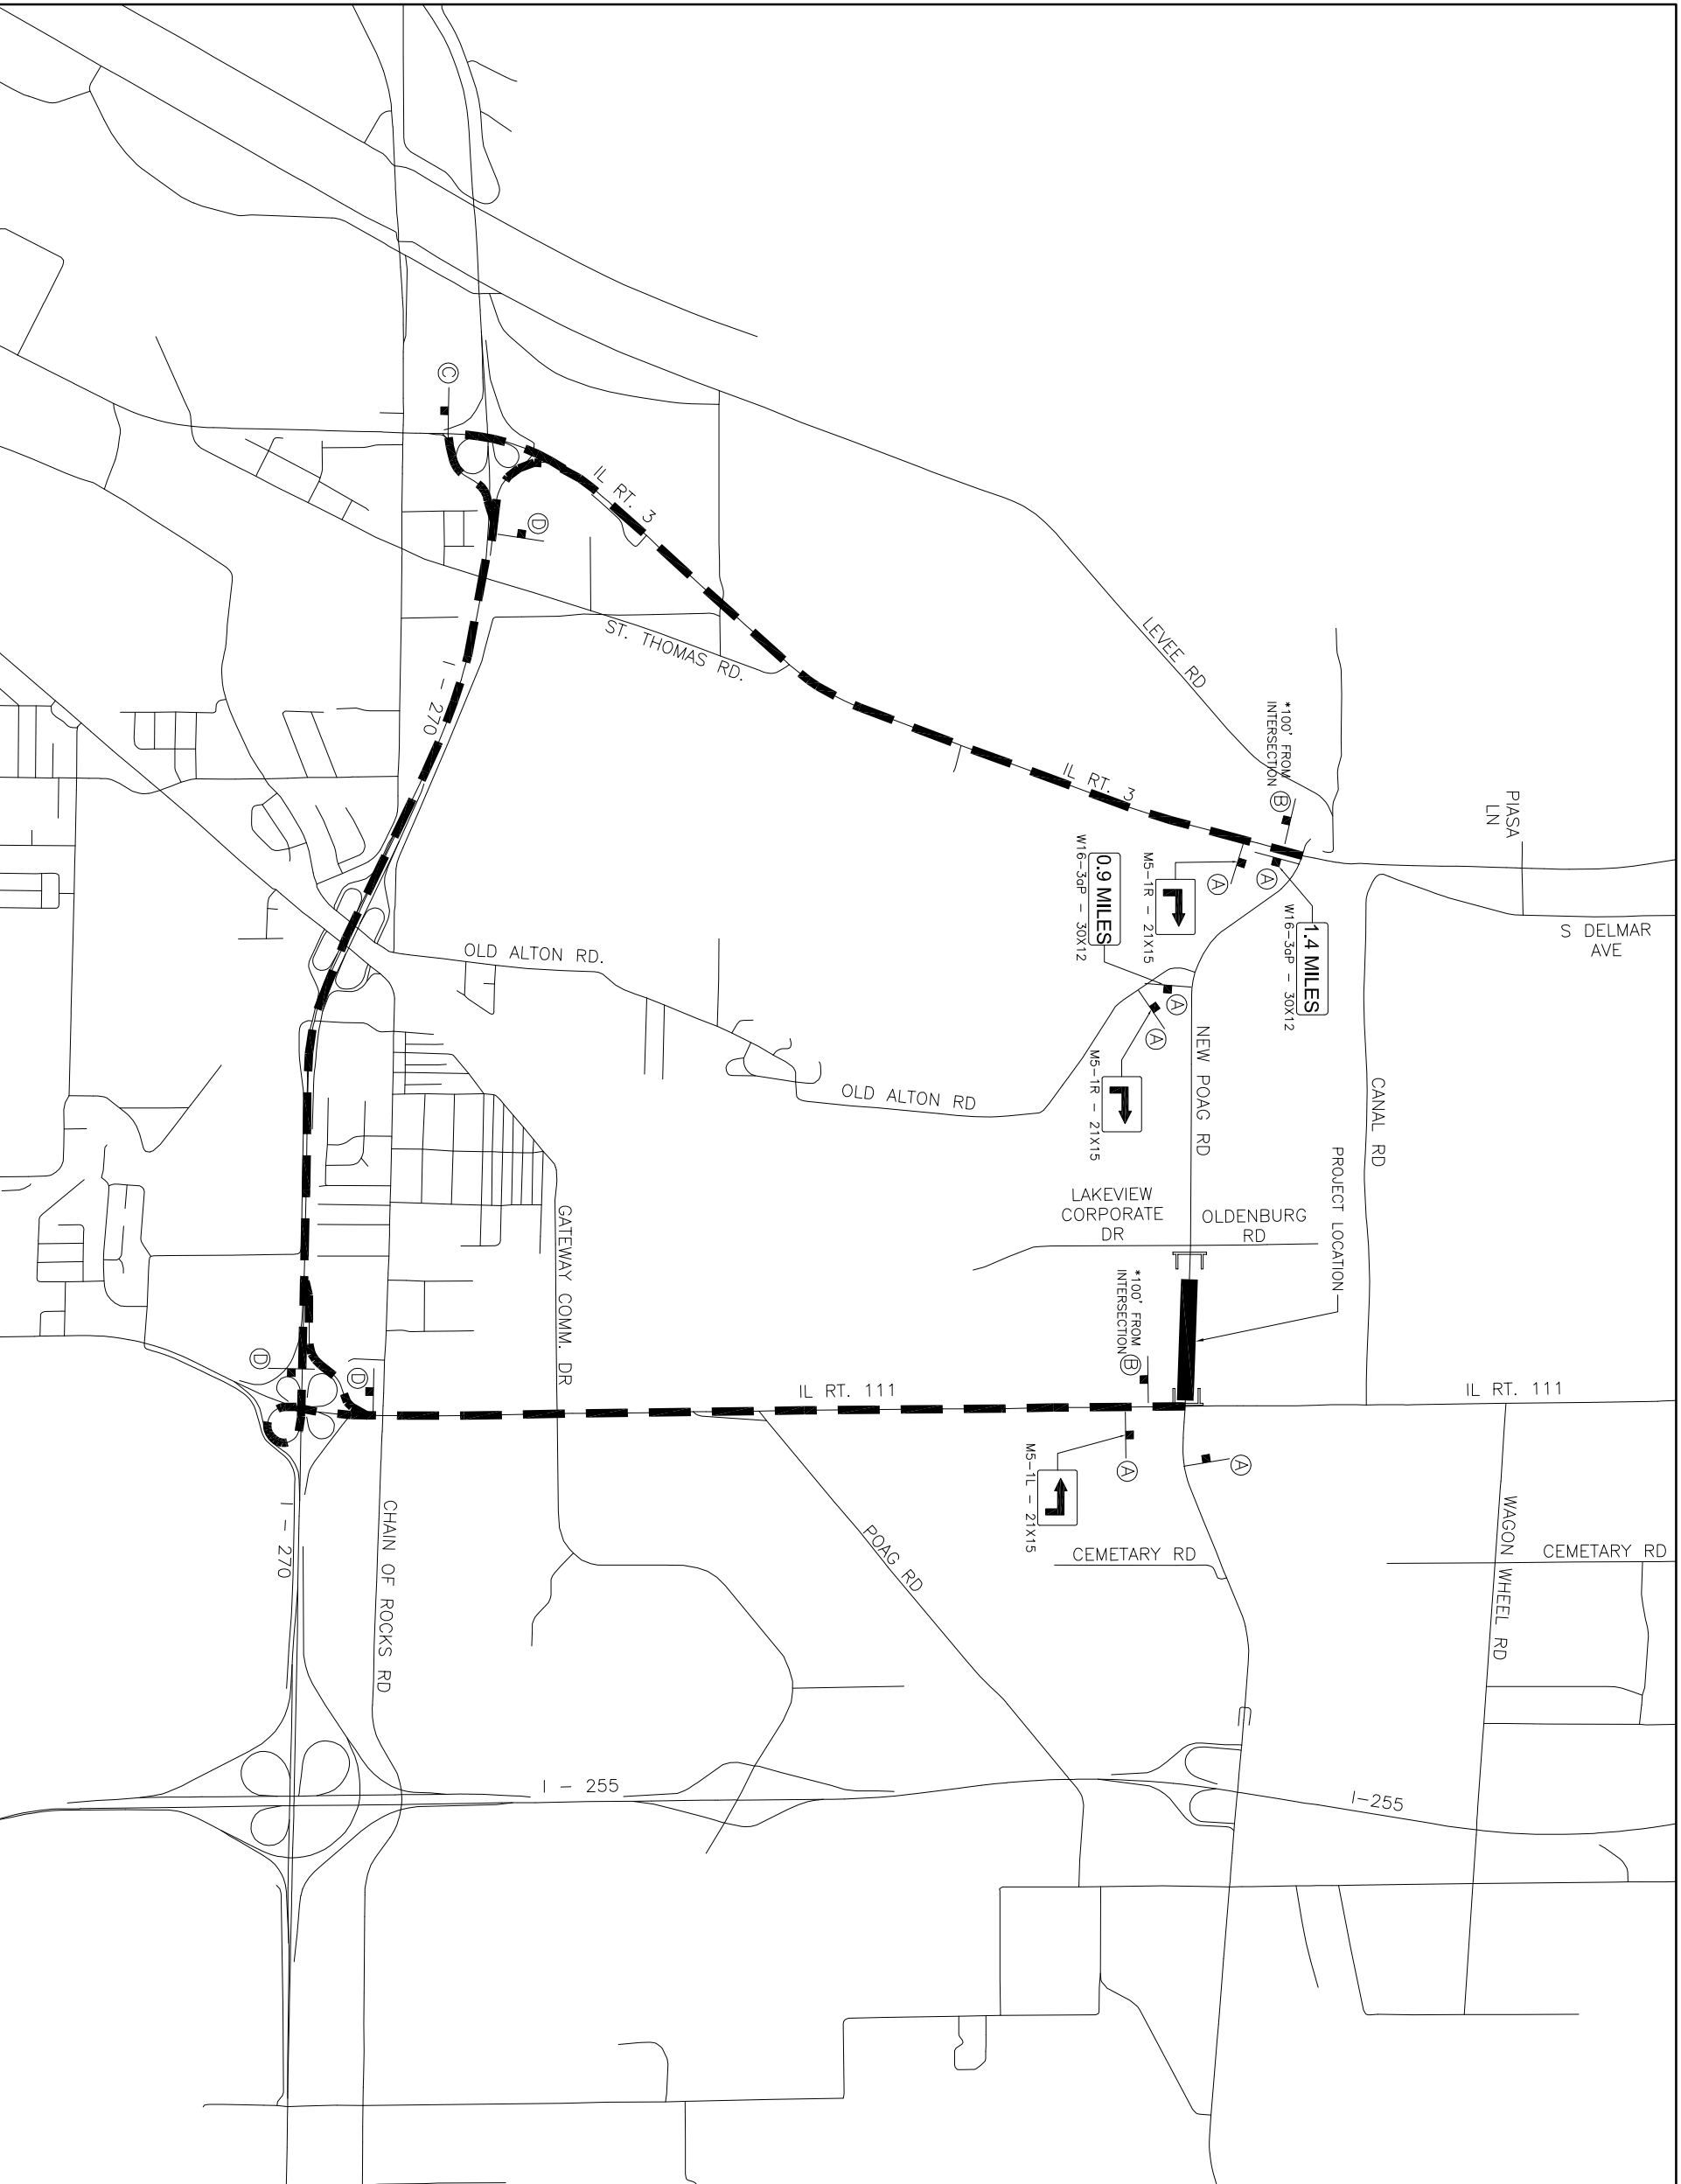 C
D
IL RT. 3
ST. THOMAS RD.
I - 270
LEVEE RD
*100' FROM
INTERSECTION
B
IL RT. 3
PIASA
LN
S DELMAR
AVE
A
A
1.4 MILES
W16-3aP - 30X12
M5-1R - 21X15
0.9 MILES
W16-3aP - 30X12
OLD ALTON RD.
OLD ALTON RD
A
A
M5-1R - 21X15
NEW POAG RD
CANAL RD
PROJECT LOCATION
LAKEVIEW
CORPORATE
DR
OLDENBURG
RD
GATEWAY COMM. DR
*100' FROM
INTERSECTION
B
D
D
IL RT. 111
IL RT. 111
A
A
M5-1L - 21X15
I - 270
CHAIN OF ROCKS RD
POAG RD
CEMETARY RD
CEMETARY RD
WAGON WHEEL RD
I - 255
I-255